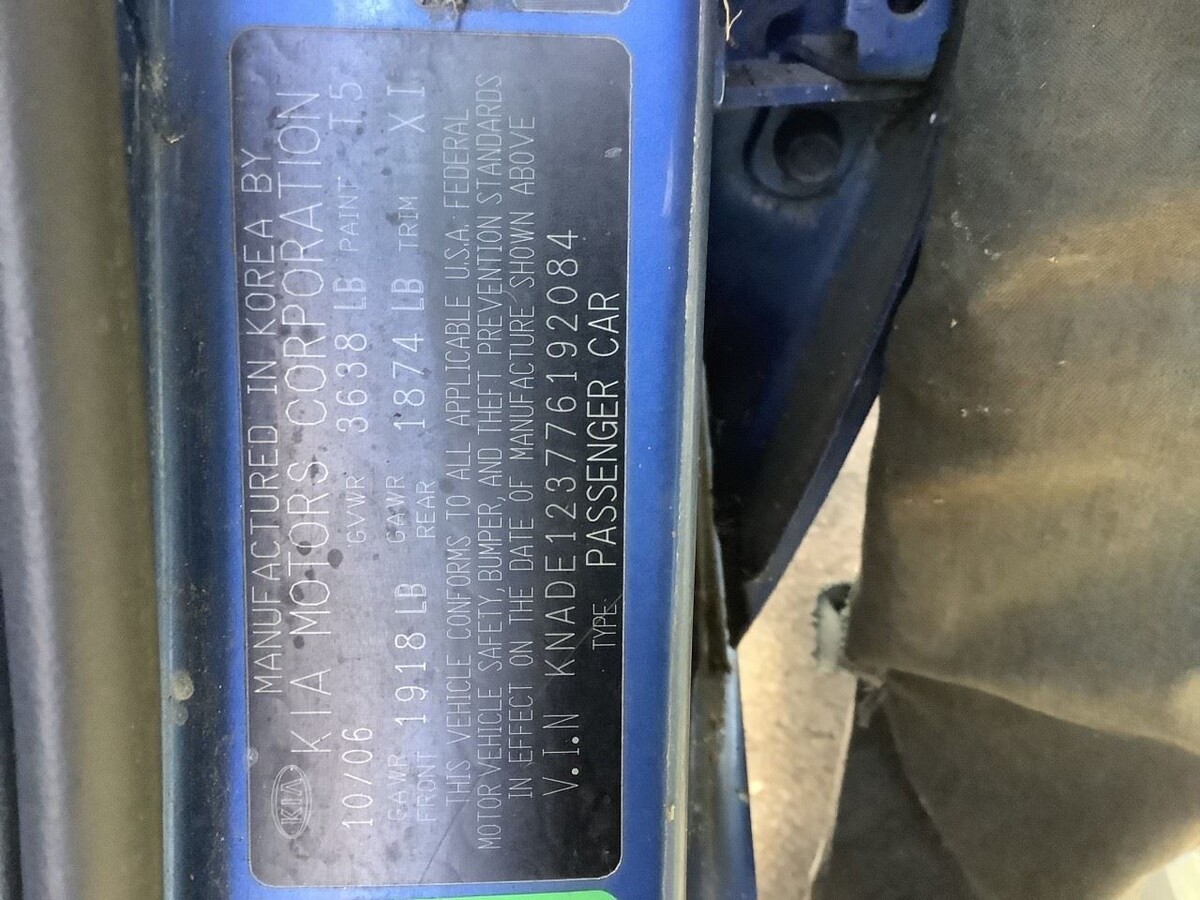 MANUFACTURED IN KOREA BY
KIA KIA MOTORS CORPORATION
10/06 GVWR 3638 LB PAINT T5
GAWR FRONT 1918 LB GAWR REAR 1874 LB TRIM XI
THIS VEHICLE CONFORMS TO ALL APPLICABLE U.S.A. FEDERAL
MOTOR VEHICLE SAFETY, BUMPER, AND THEFT PREVENTION STANDARDS
IN EFFECT ON THE DATE OF MANUFACTURE SHOWN ABOVE
V.I.N KNADE123776192084
TYPE: PASSENGER CAR